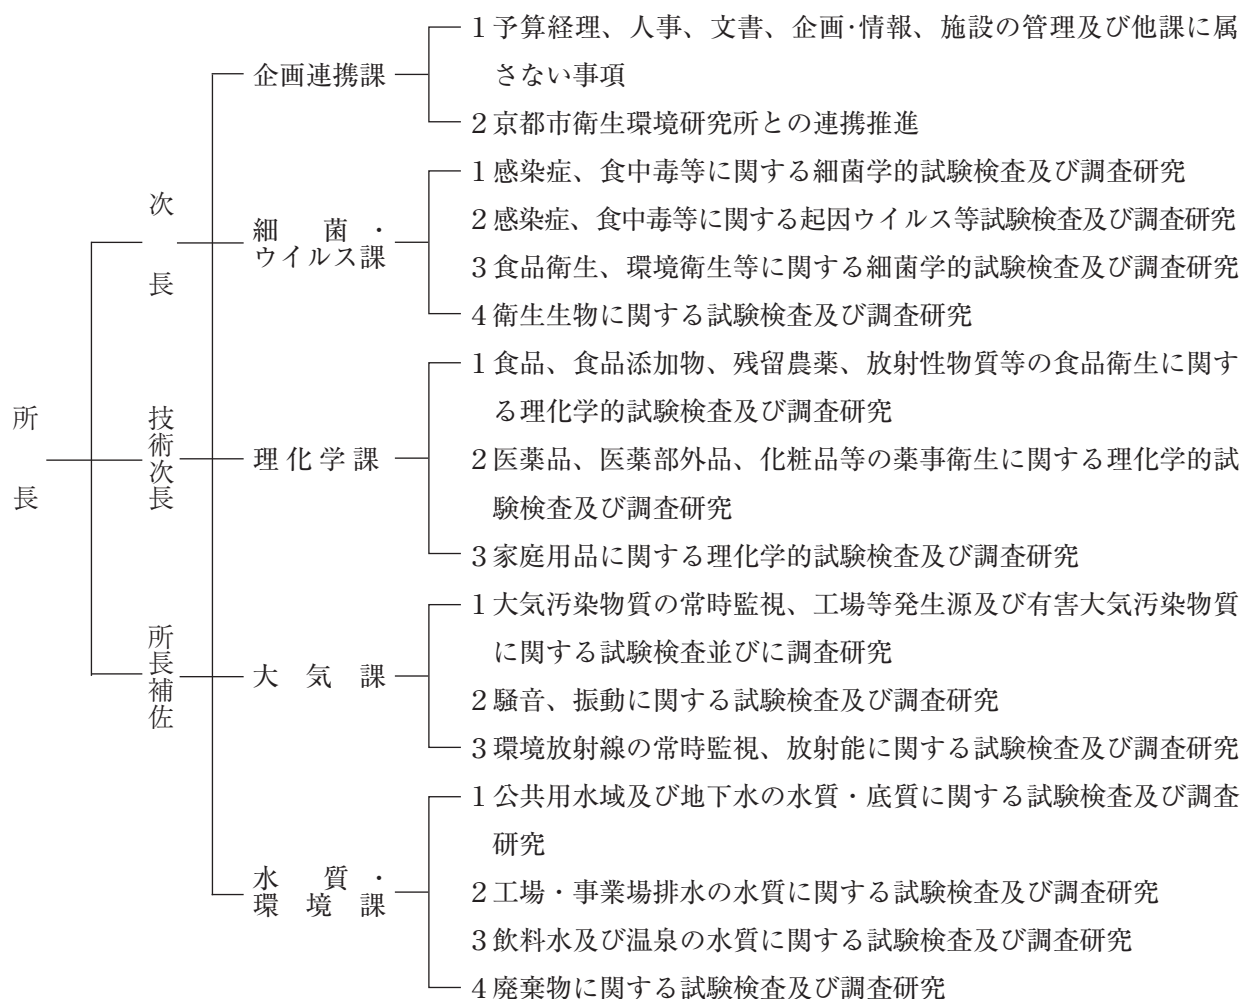 所長
次長
技術次長
所長補佐
企画連携課
1 予算経理、人事、文書、企画・情報、施設の管理及び他課に属
さない事項
2 京都市衛生環境研究所との連携推進
細菌・
ウイルス課
1 感染症、食中毒等に関する細菌学的試験検査及び調査研究
2 感染症、食中毒等に関する起因ウイルス等試験検査及び調査研究
3 食品衛生、環境衛生等に関する細菌学的試験検査及び調査研究
4 衛生生物に関する試験検査及び調査研究
理化学課
1 食品、食品添加物、残留農薬、放射性物質等の食品衛生に関す
る理化学的試験検査及び調査研究
2 医薬品、医薬部外品、化粧品等の薬事衛生に関する理化学的試
験検査及び調査研究
3 家庭用品に関する理化学的試験検査及び調査研究
大気課
1 大気汚染物質の常時監視、工場等発生源及び有害大気汚染物質
に関する試験検査並びに調査研究
2 騒音、振動に関する試験検査及び調査研究
3 環境放射線の常時監視、放射能に関する試験検査及び調査研究
水質・
環境課
1 公共用水域及び地下水の水質・底質に関する試験検査及び調査
研究
2 工場・事業場排水の水質に関する試験検査及び調査研究
3 飲料水及び温泉の水質に関する試験検査及び調査研究
4 廃棄物に関する試験検査及び調査研究